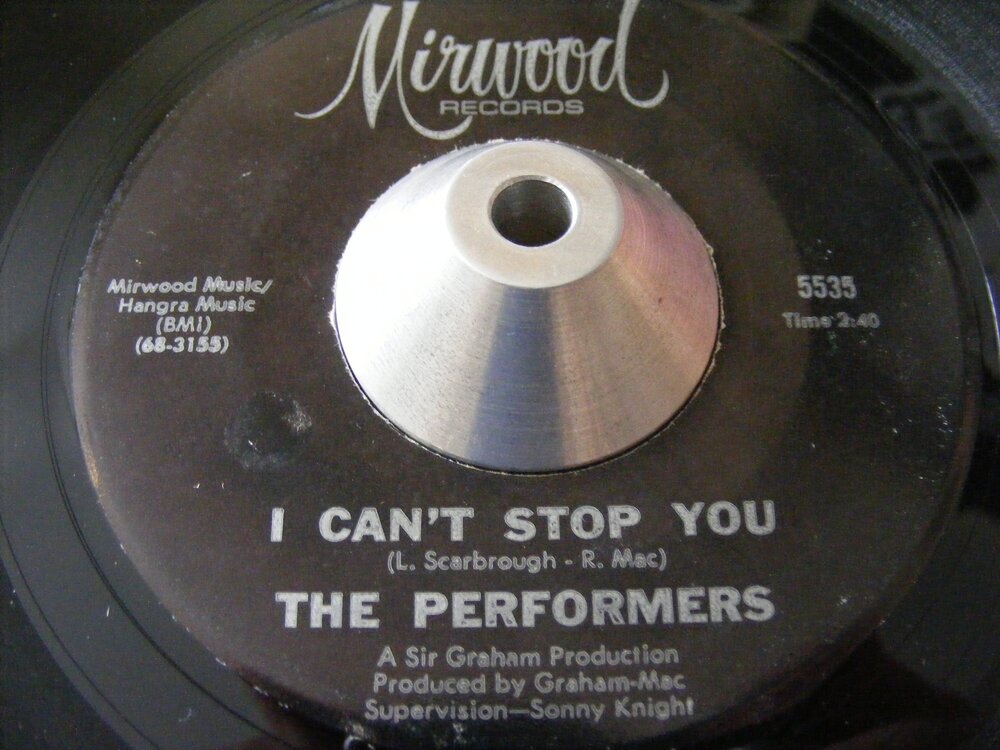 Mirwood
RECORDS
Mirwood Music/
Hangra Music
(BMI)
(68-3155)
5535
Time 2:40
I CAN'T STOP YOU
(L. Scarbrough - R. Mac)
THE PERFORMERS
A Sir Graham Production
Produced by Graham-Mac
Supervision—Sonny Knight